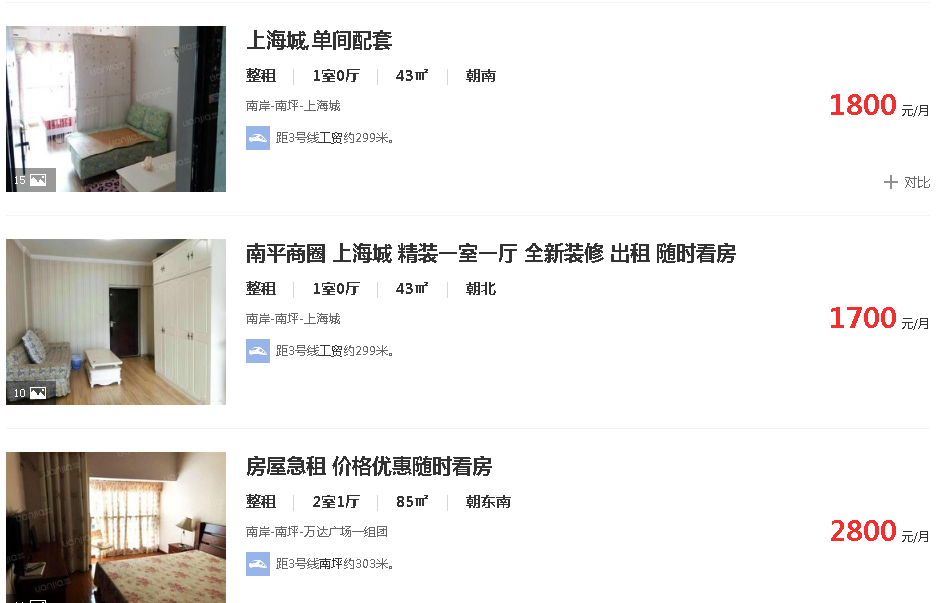 上海城,单间配套
整租 1室0厅 43㎡ 朝南
南岸-南坪-上海城
距3号线工贸约299米。
1800 元/月
15
对比
南平商圈 上海城 精装一室一厅 全新装修 出租 随时看房
整租 1室0厅 43㎡ 朝北
南岸-南坪-上海城
距3号线工贸约299米。
1700 元/月
10
房屋急租 价格优惠随时看房
整租 2室1厅 85㎡ 朝东南
南岸-南坪-万达广场一组团
距3号线南坪约303米。
2800 元/月